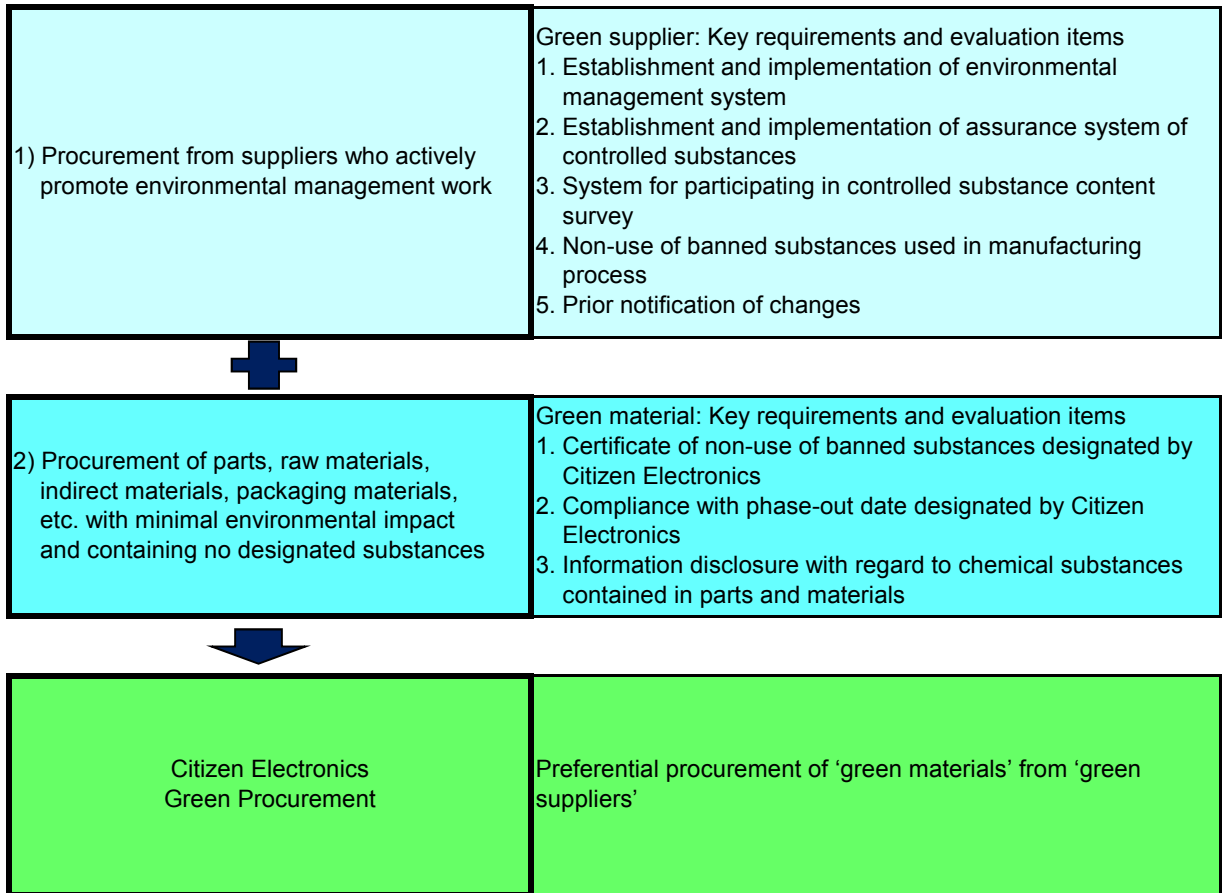 1) Procurement from suppliers who actively
promote environmental management work
Green supplier: Key requirements and evaluation items
1. Establishment and implementation of environmental
management system
2. Establishment and implementation of assurance system of
controlled substances
3. System for participating in controlled substance content
survey
4. Non-use of banned substances used in manufacturing
process
5. Prior notification of changes
2) Procurement of parts, raw materials,
indirect materials, packaging materials,
etc. with minimal environmental impact
and containing no designated substances
Green material: Key requirements and evaluation items
1. Certificate of non-use of banned substances designated by
Citizen Electronics
2. Compliance with phase-out date designated by Citizen
Electronics
3. Information disclosure with regard to chemical substances
contained in parts and materials
Citizen Electronics
Green Procurement
Preferential procurement of ‘green materials’ from ‘green
suppliers’